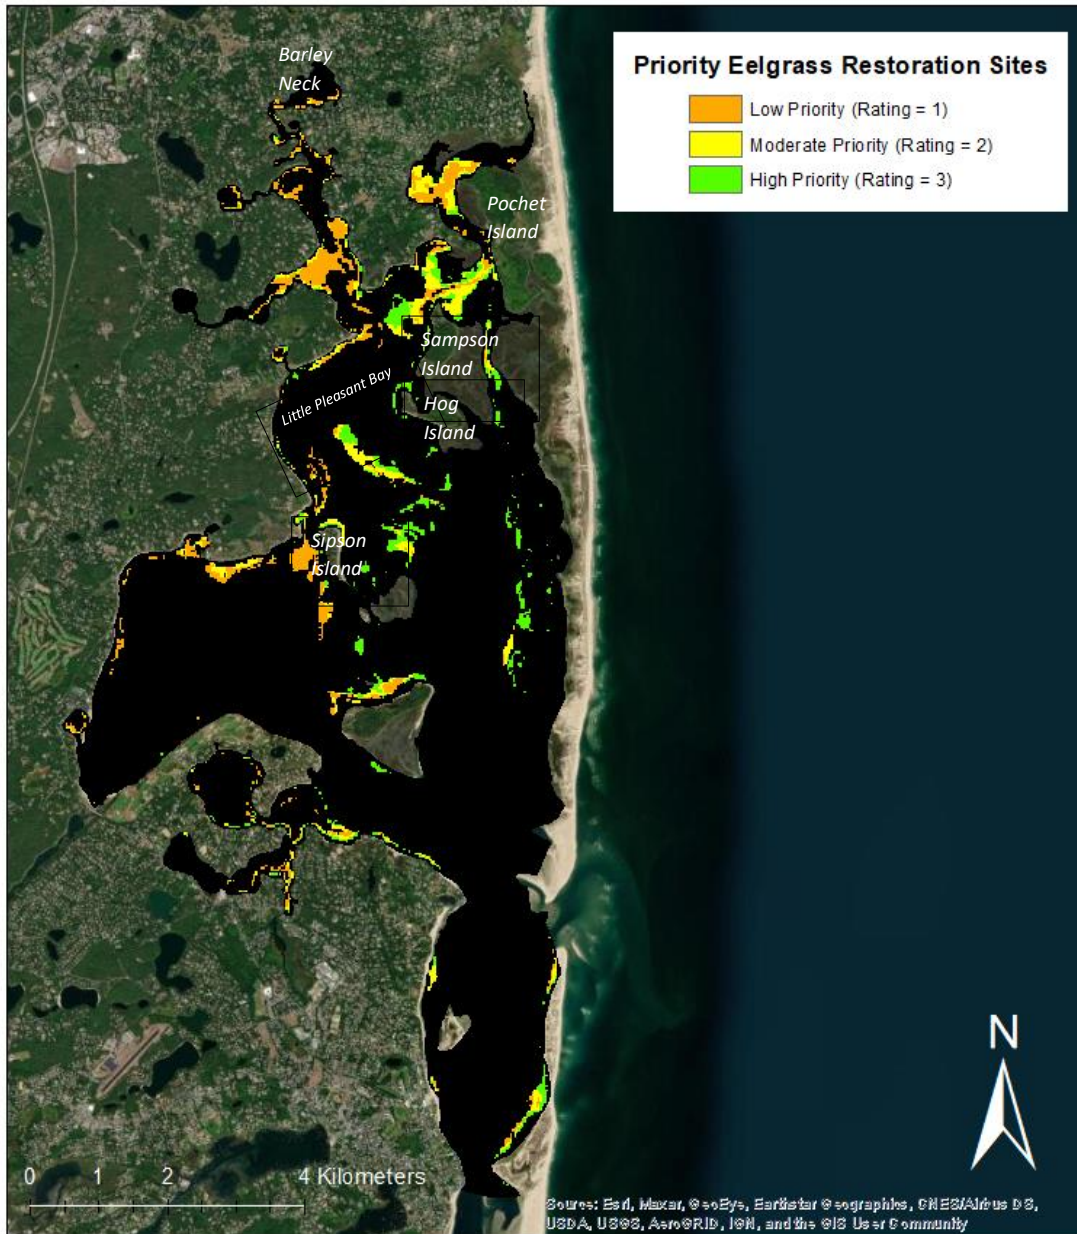 Barley
Neck
Priority Eelgrass Restoration Sites
Low Priority (Rating = 1)
Moderate Priority (Rating = 2)
High Priority (Rating = 3)
Pochet
Island
Sampson
Island
Little Pleasant Bay
Hog
Island
Sipson
Island
N
0 1 2 4 Kilometers
Source: Esri, Maxar, GeoEye, Earthstar Geographics, CNES/Airbus DS,
USDA, USGS, AeroGRID, IGN, and the GIS User Community